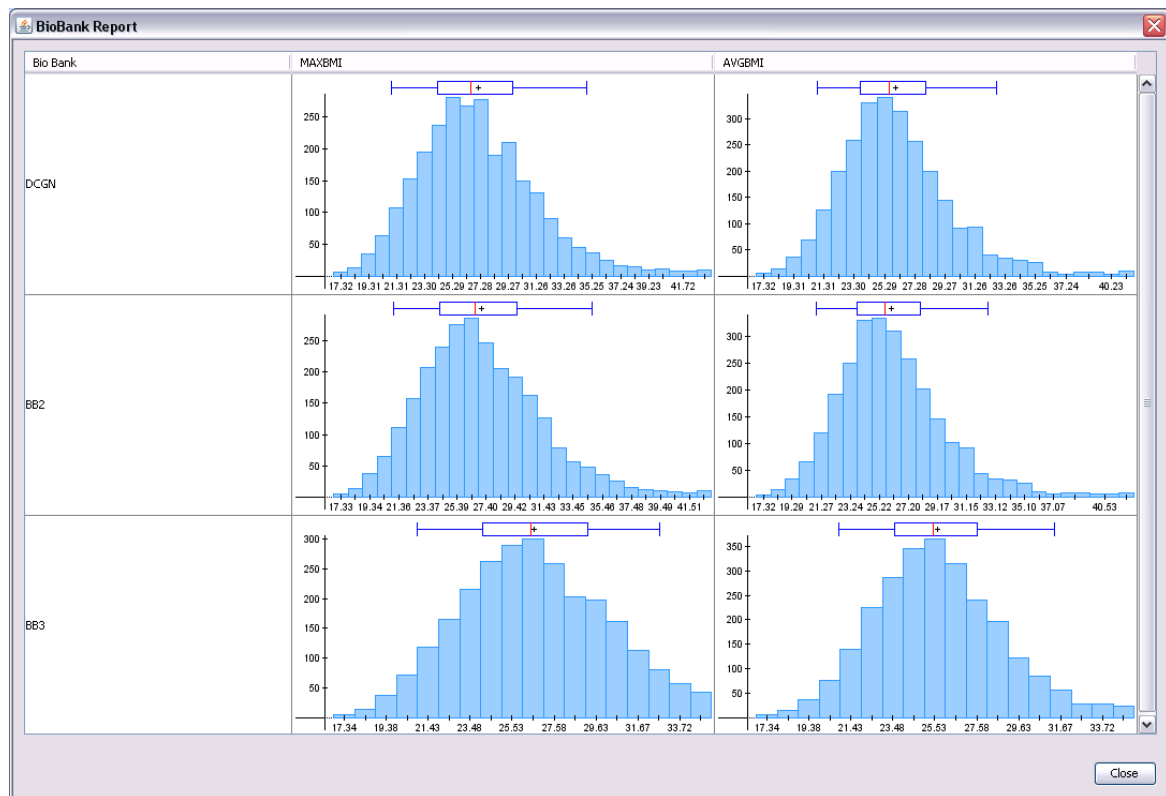 BioBank Report
Bio Bank MAXBMI AVGBMI
DCGN
250
200
150
100
50
17.32 19.31 21.31 23.30 25.29 27.28 29.27 31.26 33.26 35.25 37.24 39.23 41.72
300
250
200
150
100
50
17.32 19.31 21.31 23.30 25.29 27.28 29.27 31.26 33.26 35.25 37.24 40.23
BB2
250
200
150
100
50
17.33 19.34 21.36 23.37 25.39 27.40 29.42 31.43 33.45 35.46 37.48 39.49 41.51
300
250
200
150
100
50
17.32 19.29 21.27 23.24 25.22 27.20 29.17 31.15 33.12 35.10 37.07 40.53
BB3
300
250
200
150
100
50
17.34 19.38 21.43 23.48 25.53 27.58 29.63 31.67 33.72
350
300
250
200
150
100
50
17.34 19.38 21.43 23.48 25.53 27.58 29.63 31.67 33.72
Close